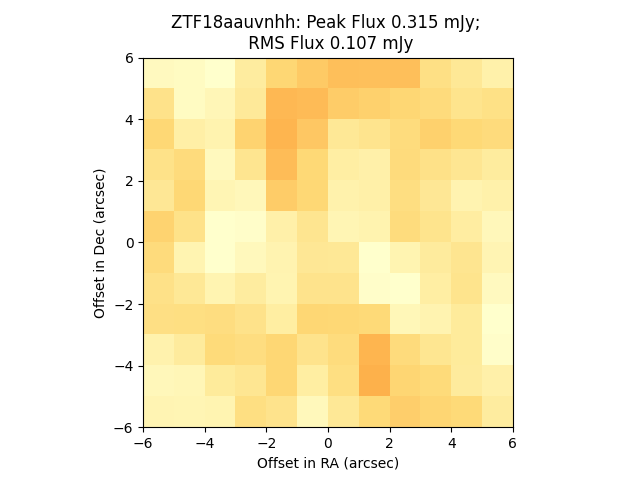 ZTF18aauvnhh: Peak Flux 0.315 mJy;
RMS Flux 0.107 mJy
6
4
2
0
−2
−4
−6
Offset in Dec (arcsec)
−6 −4 −2 0 2 4 6
Offset in RA (arcsec)